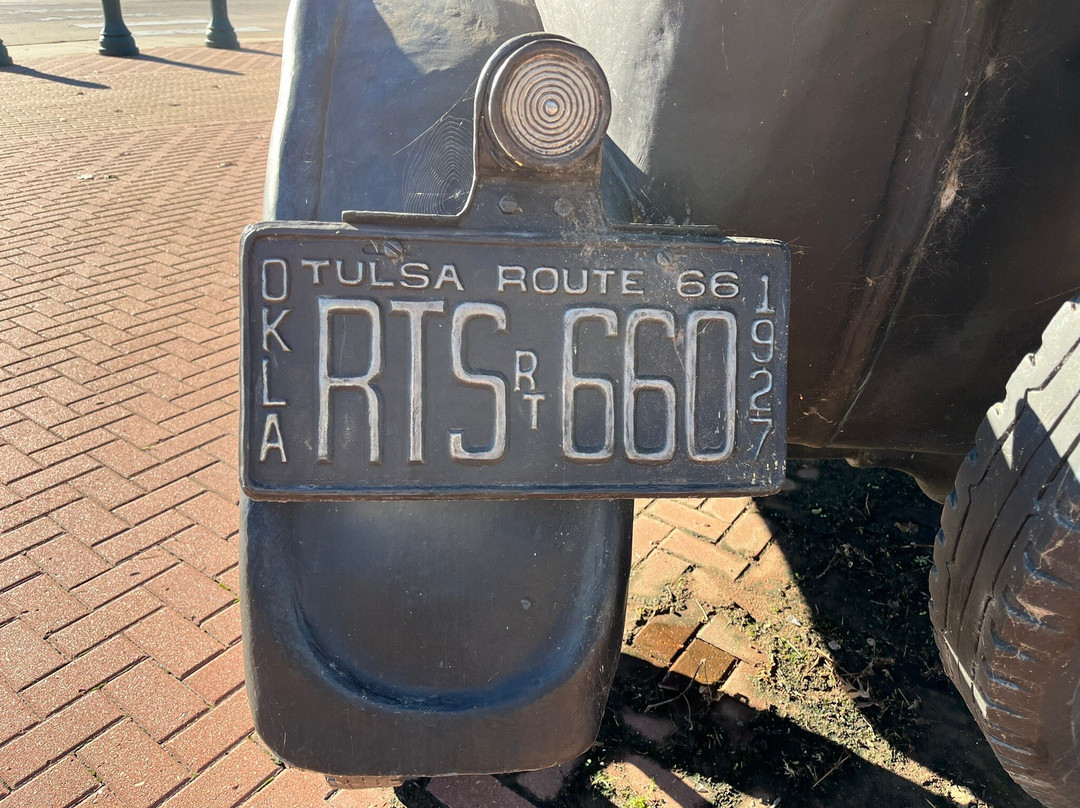 TULSA ROUTE 66
OKLA
RTS RT 660
1927